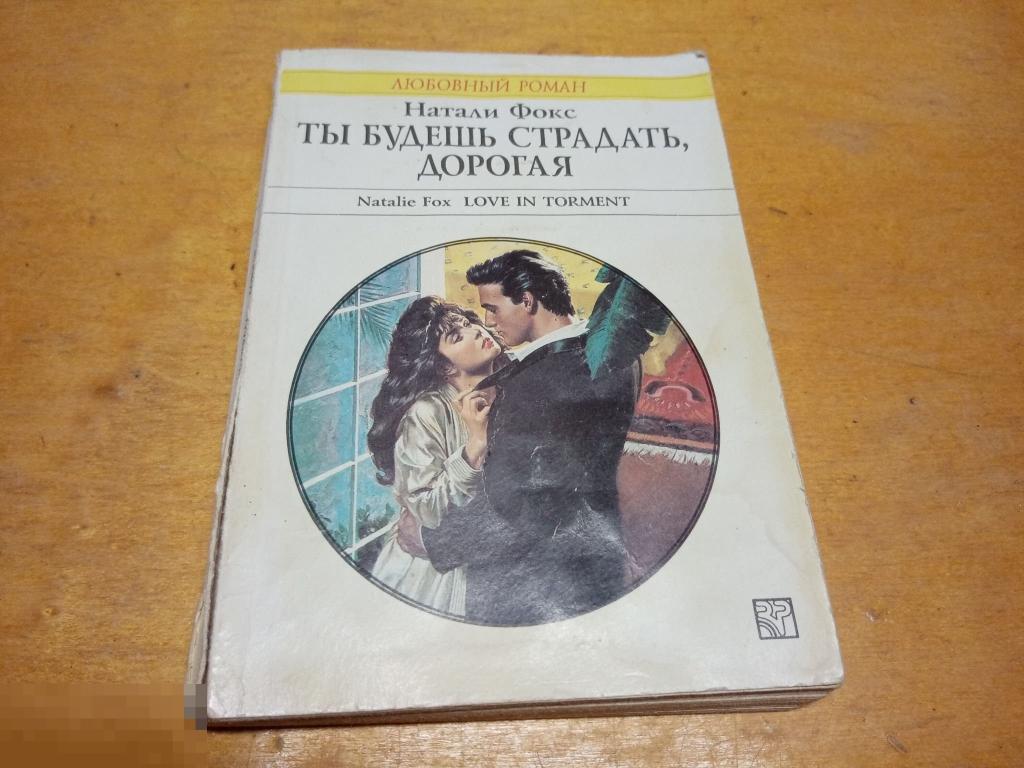 ЛЮБОВНЫЙ РОМАН
Натали Фокс
ТЫ БУДЕШЬ СТРАДАТЬ,
ДОРОГАЯ
Natalie Fox LOVE IN TORMENT